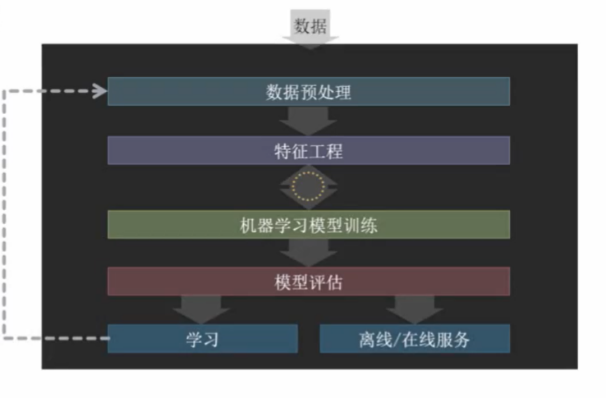 数据
数据预处理
特征工程
机器学习模型训练
模型评估
学习
离线/在线服务